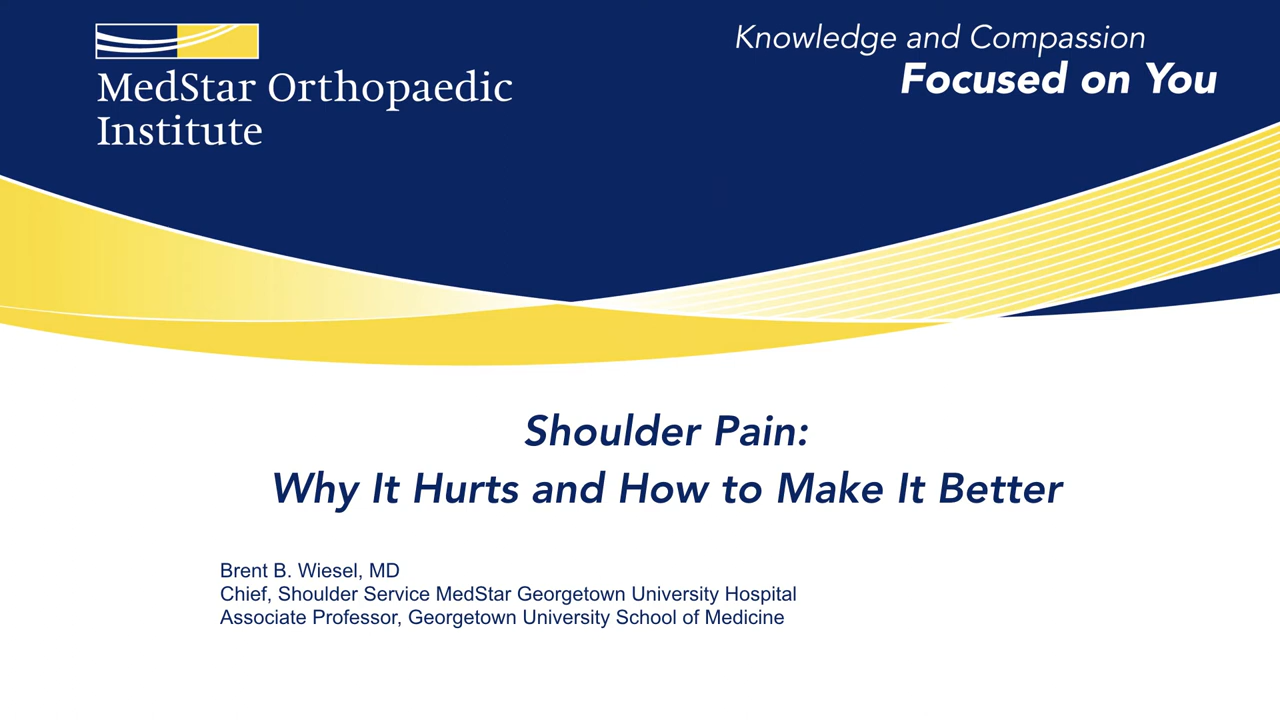 MedStar Orthopaedic
Institute
Knowledge and Compassion
Focused on You
Shoulder Pain:
Why It Hurts and How to Make It Better
Brent B. Wiesel, MD
Chief, Shoulder Service MedStar Georgetown University Hospital
Associate Professor, Georgetown University School of Medicine